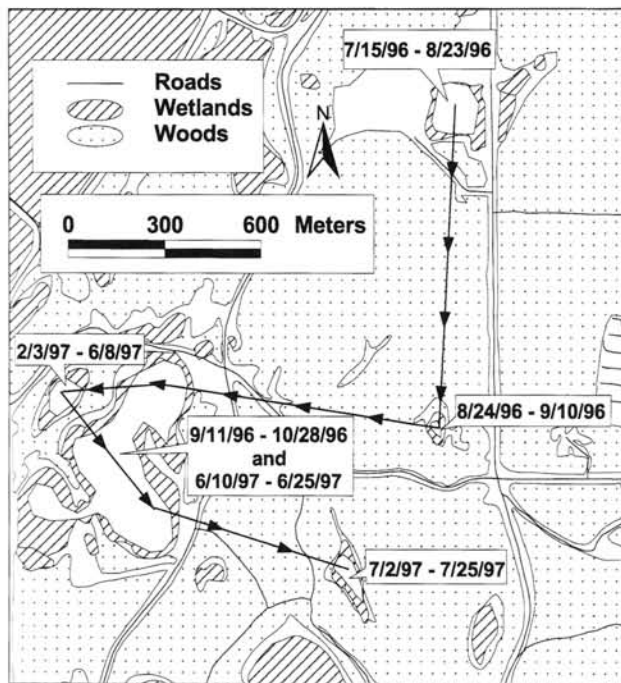 7/15/96 - 8/23/96
Roads
Wetlands
Woods
N
0 300 600 Meters
2/3/97 - 6/8/97
8/24/96 - 9/10/96
9/11/96 - 10/28/96
and
6/10/97 - 6/25/97
7/2/97 - 7/25/97